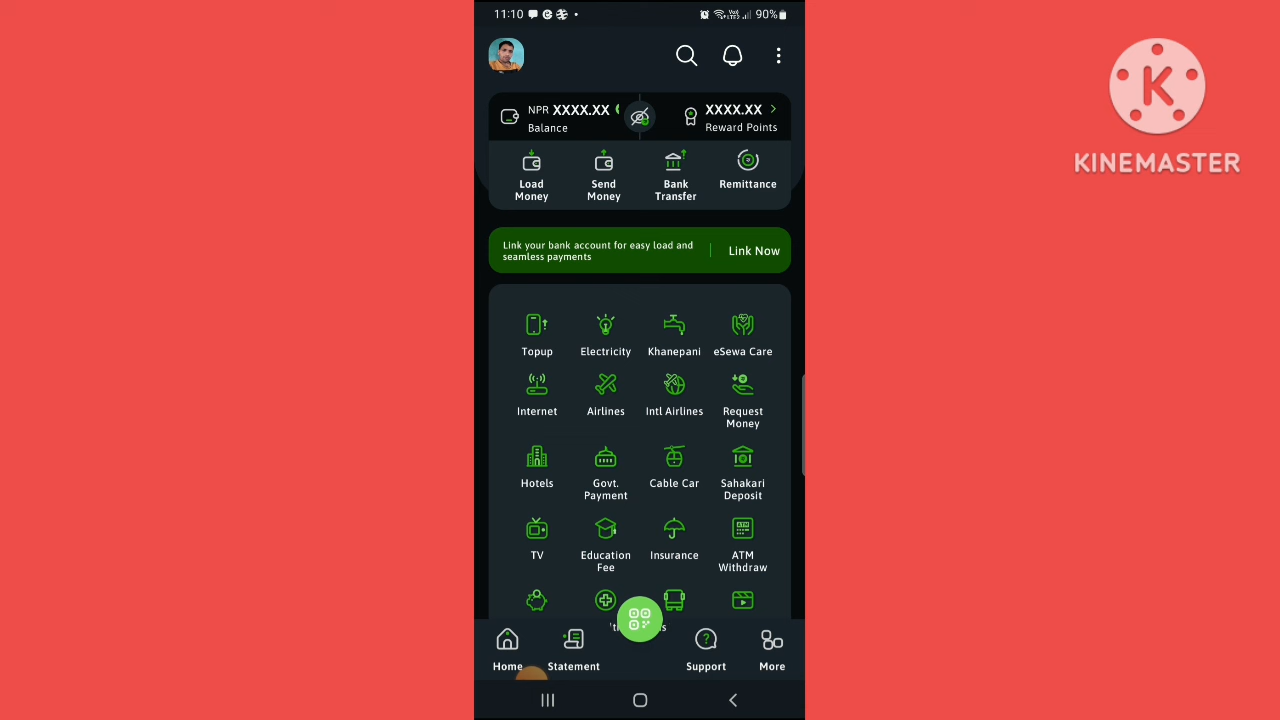 11:10
90%
NPR XXXX.XX
Balance
XXXX.XX
Reward Points
Load Money
Send Money
Bank Transfer
Remittance
Link your bank account for easy load and
seamless payments
Link Now
Topup
Electricity
Khanepani
eSewa Care
Internet
Airlines
Intl Airlines
Request Money
Hotels
Govt. Payment
Cable Car
Sahakari Deposit
TV
Education Fee
Insurance
ATM Withdraw
Home
Statement
Support
More
K
KINEMASTER